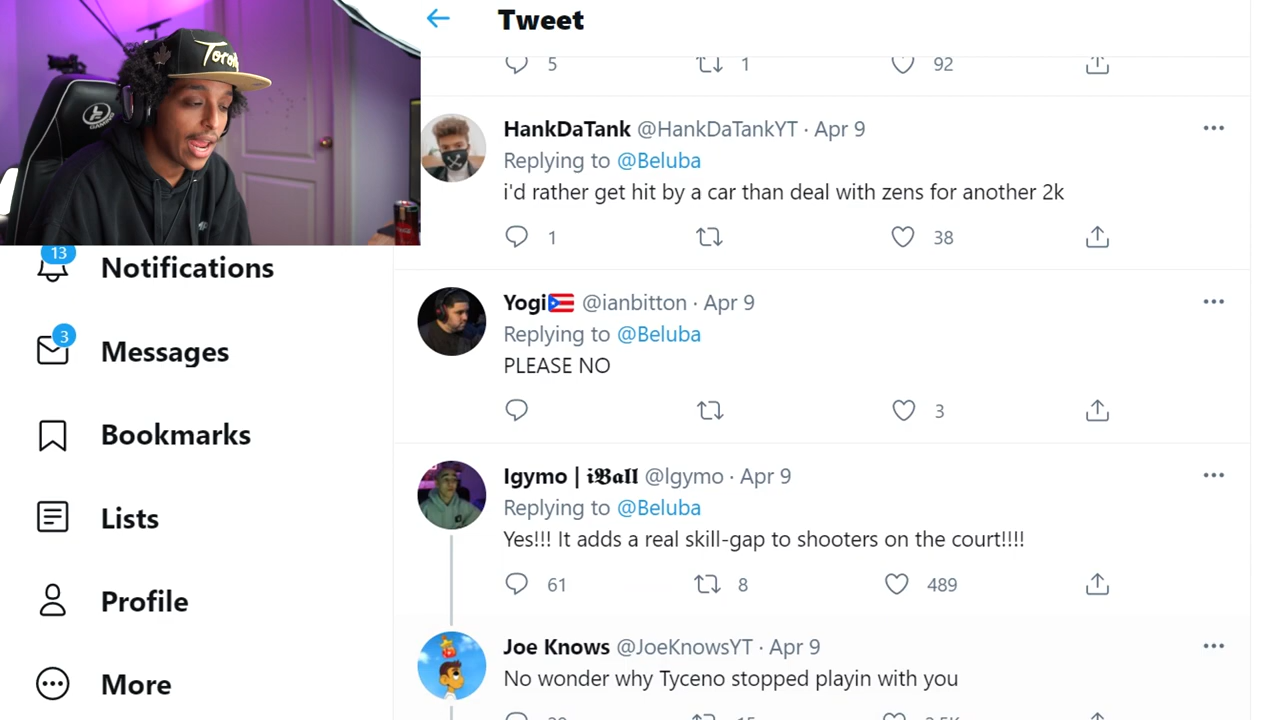 Tweet
5 1 92
HankDaTank @HankDaTankYT · Apr 9
Replying to @Beluba
i'd rather get hit by a car than deal with zens for another 2k
1 38
Yogi🇵🇷 @ianbitton · Apr 9
Replying to @Beluba
PLEASE NO
3
Igymo | 𝖎𝕭𝖆𝖑𝖑 @Igymo · Apr 9
Replying to @Beluba
Yes!!! It adds a real skill-gap to shooters on the court!!!!
61 8 489
Joe Knows @JoeKnowsYT · Apr 9
No wonder why Tyceno stopped playin with you
13
Notifications
3
Messages
Bookmarks
Lists
Profile
More